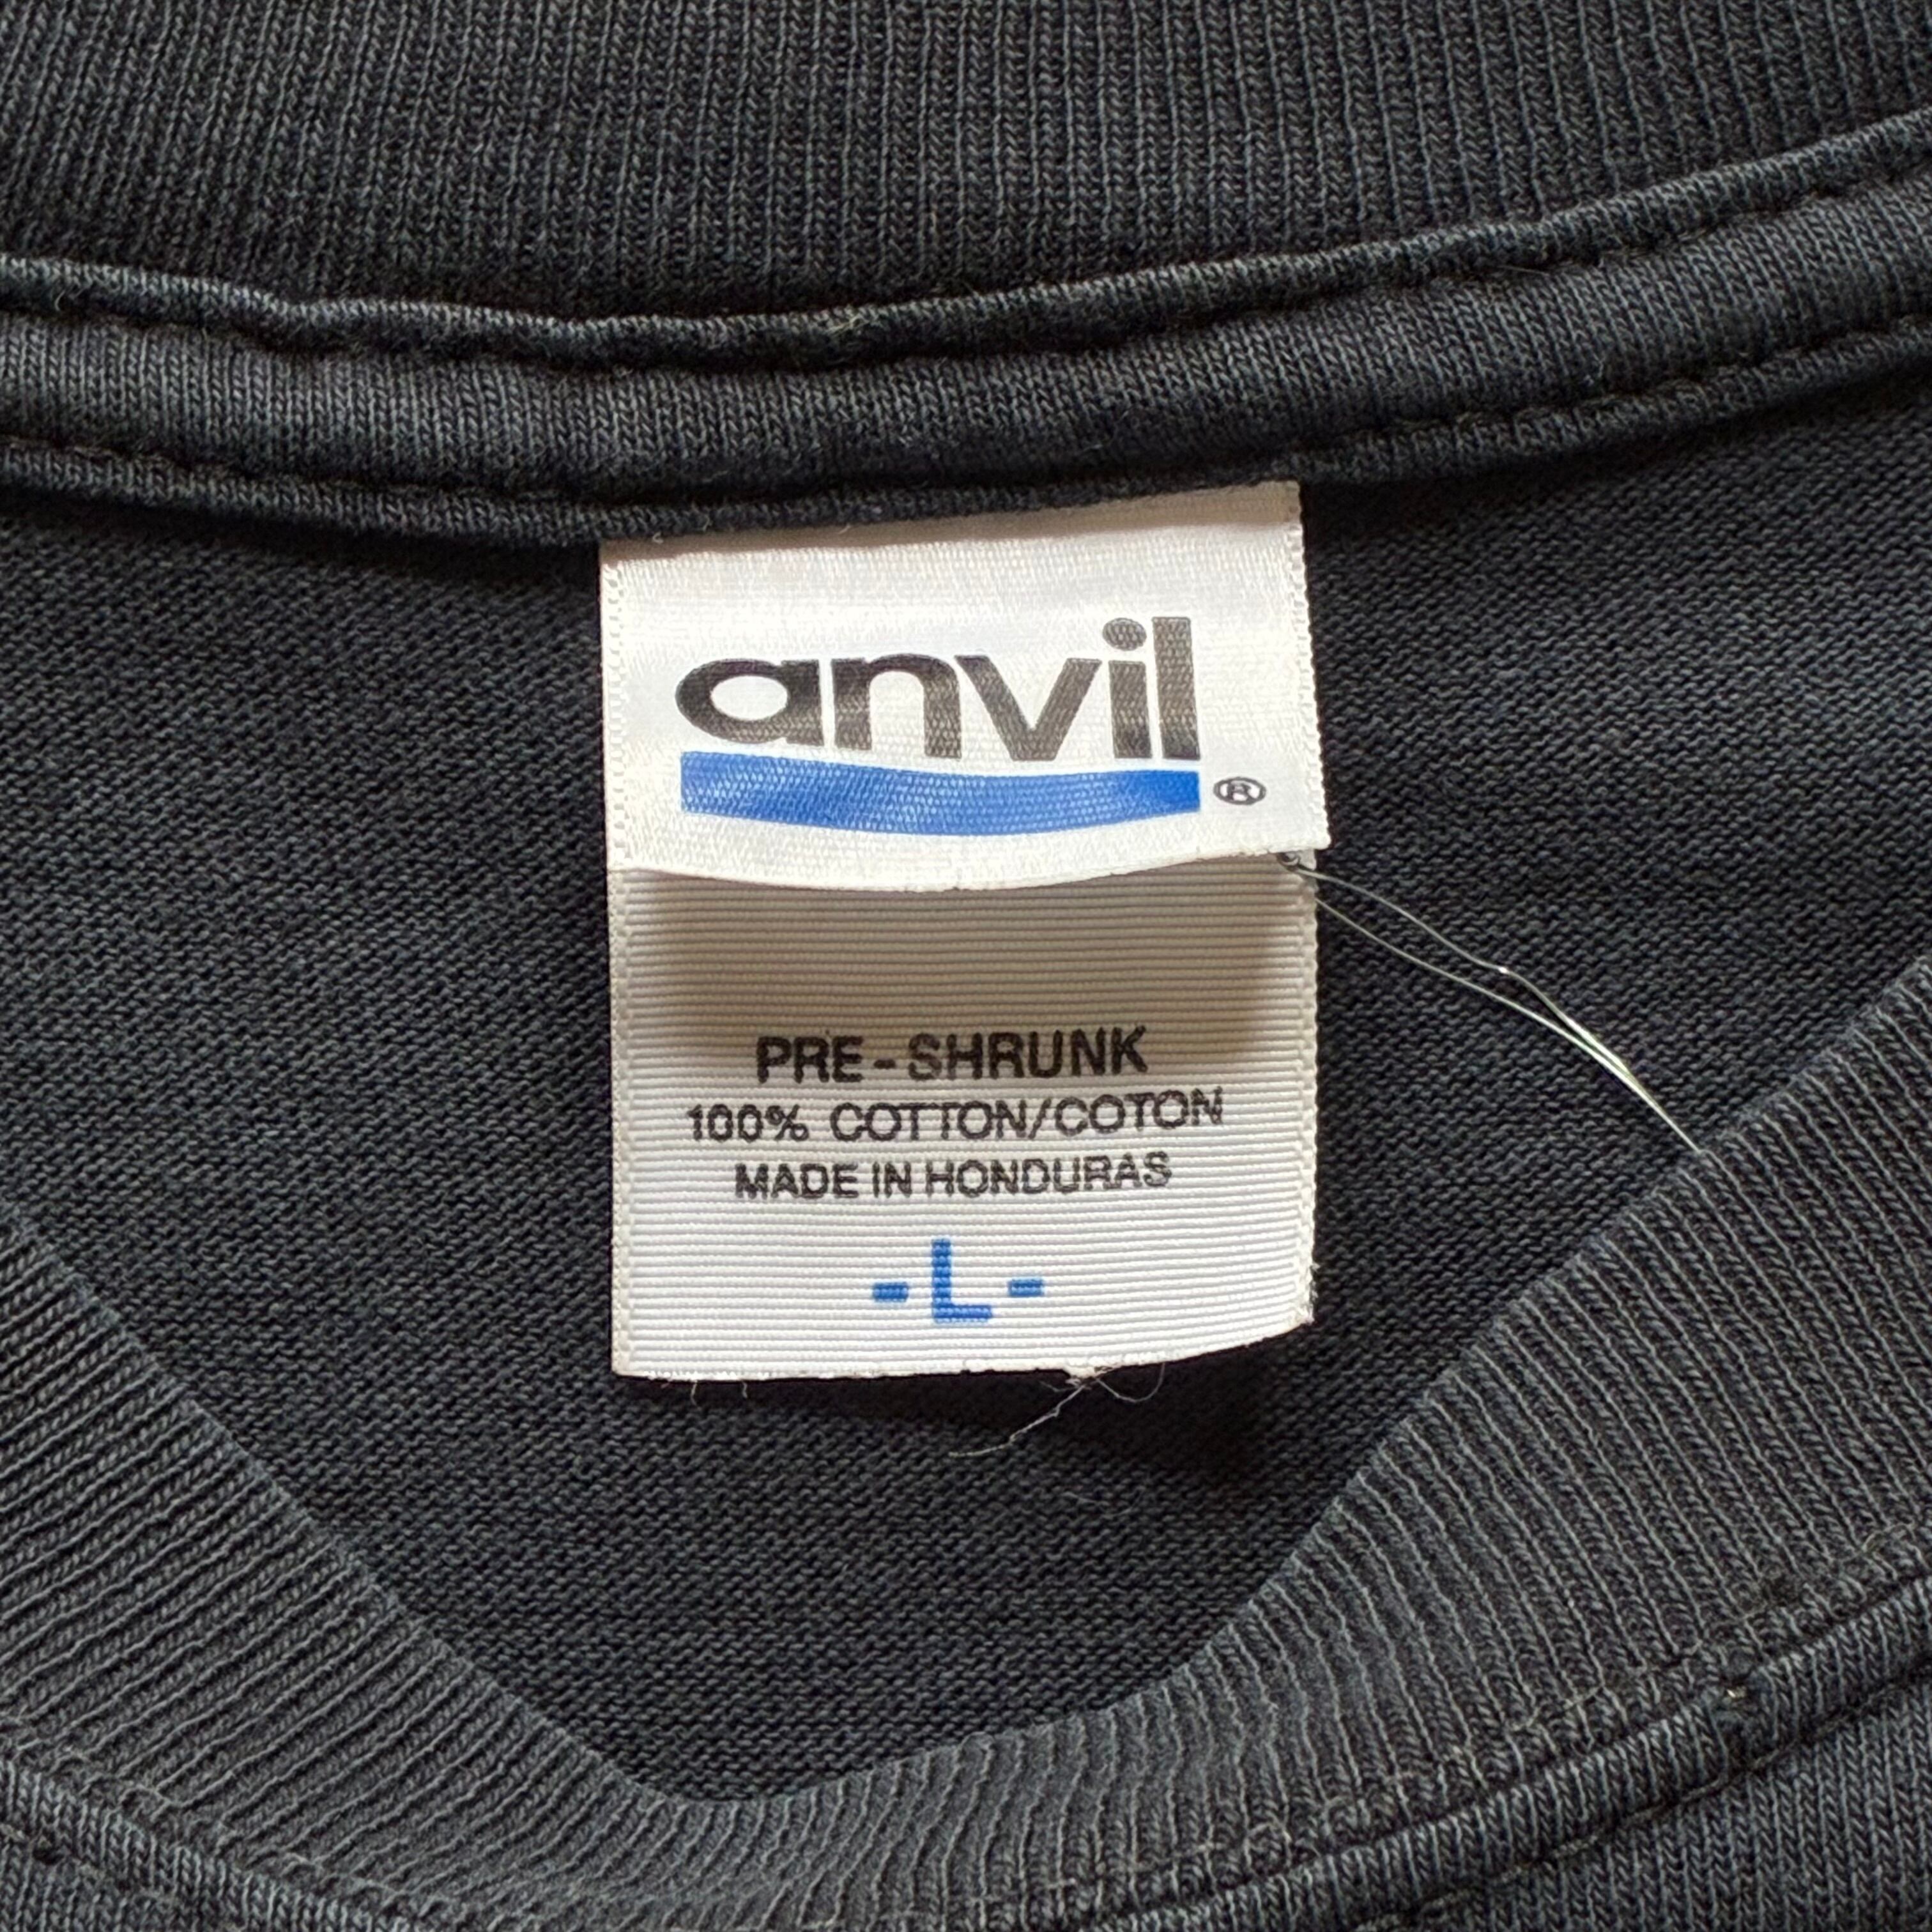 anvil®
PRE-SHRUNK
100% COTTON/COTON
MADE IN HONDURAS
-L-